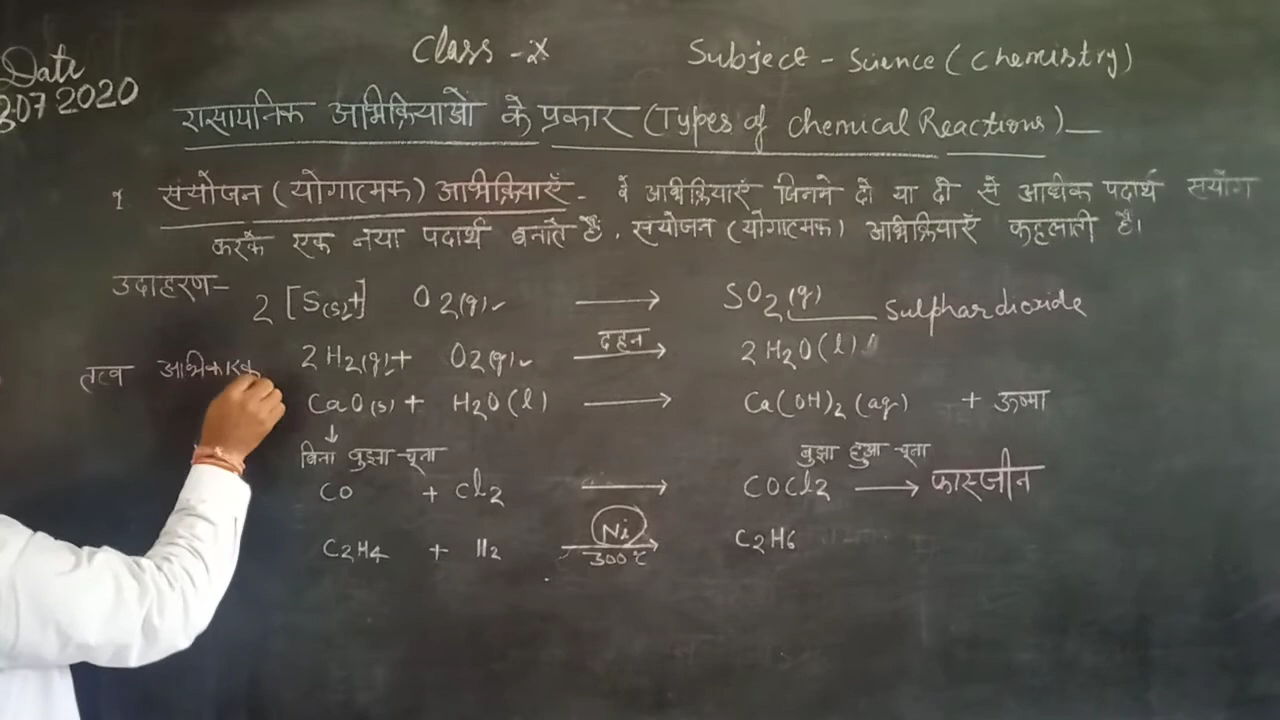 Class - X Subject - Science (Chemistry)
Date
307 2020
रासायनिक अभिक्रियाओं के प्रकार (Types of Chemical Reactions) —
1 संयोजन (योगात्मक) अभिक्रियाएँ - वे अभिक्रियाएँ जिनमे दो या दो से अधिक पदार्थ संयोग
करके एक नया पदार्थ बनाते हैं . संयोजन (योगात्मक) अभिक्रियाएँ कहलाती है।
उदाहरण- 2 [S(s)+] O2(g) ⟶ SO2(g) Sulphardioxide
2H2(g)+ O2(g) दहन ⟶ 2H2O(l)
तत्व अभिकारक
CaO(s) + H2O(l) ⟶ Ca(OH)2(aq) + ऊष्मा
↓
बिना बुझा चूना बुझा हुआ चूना
CO + Cl2 ⟶ COCl2 ⟶ फास्जीन
C2H4 + H2 Ni ⟶ 300°C C2H6